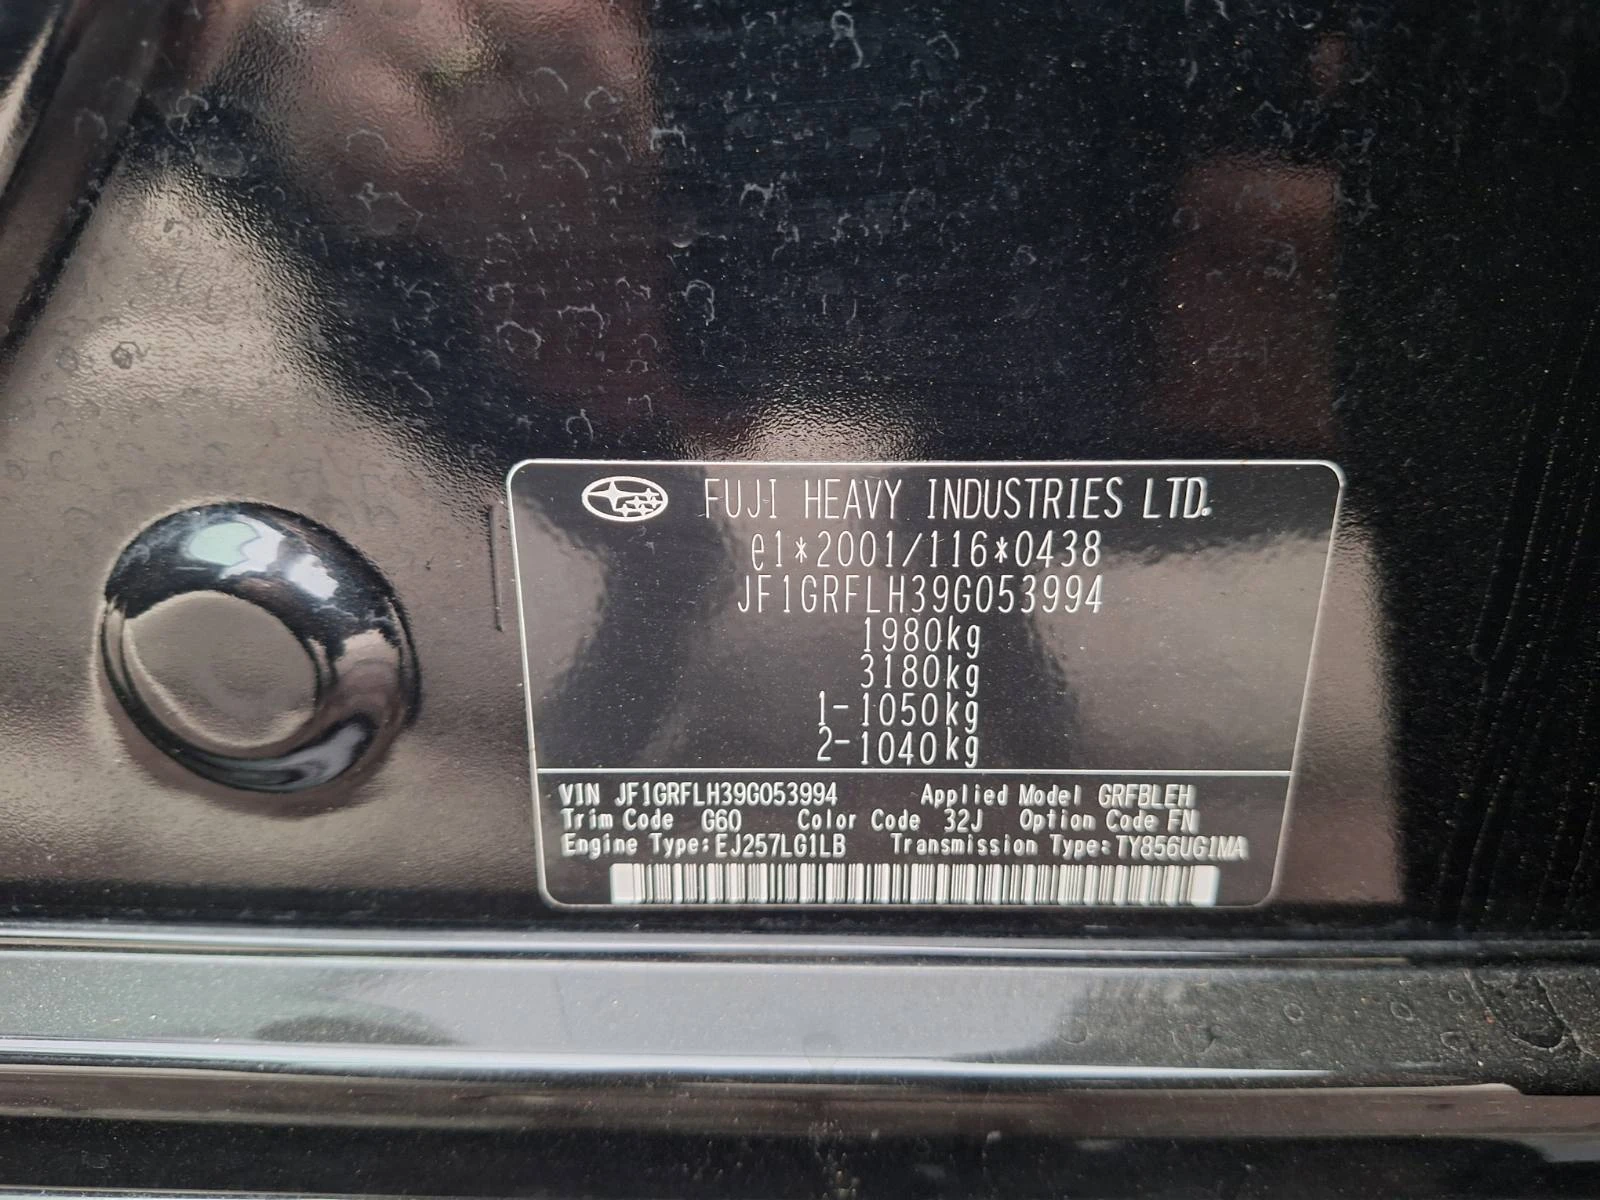 FUJI HEAVY INDUSTRIES LTD.
e1*2001/116*0438
JF1GRFLH39G053994
1980kg
3180kg
1-1050kg
2-1040kg
VIN JF1GRFLH39G053994 Applied Model GRFBLEH
Trim Code G60 Color Code 32J Option Code FN
Engine Type:EJ257LG1LB Transmission Type:TY856UG1MA